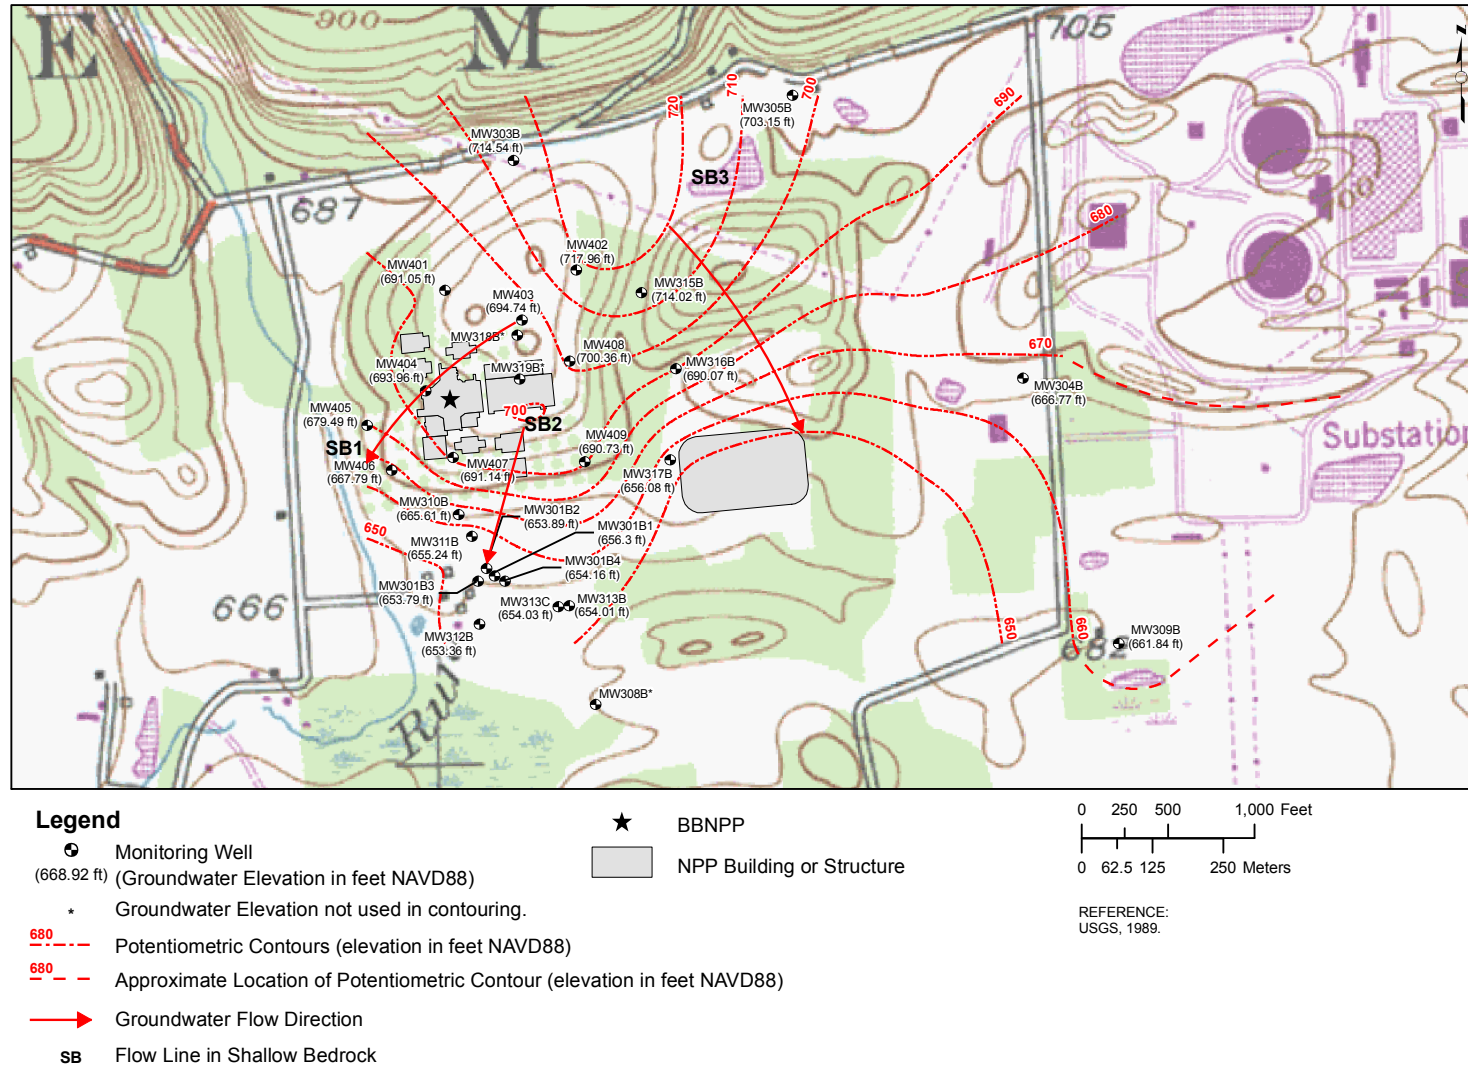 900
E
M
705
720
710
700
690
MW305B
(703.15 ft)
MW303B
(714.54 ft)
SB3
687
680
MW402
(717.96 ft)
MW401
(691.05 ft)
MW315B
(714.02 ft)
MW403
(694.74 ft)
MW318B*
MW408
(700.36 ft)
670
MW404
(693.96 ft)
MW319B*
MW316B
(690.07 ft)
MW304B
(666.77 ft)
MW405
(679.49 ft)
700
SB2
SB1
Substation
MW409
(690.73 ft)
MW406
(667.79 ft)
MW407
(691.14 ft)
MW317B
(656.08 ft)
MW310B
(665.61 ft)
MW301B2
(653.89 ft)
MW301B1
(656.3 ft)
650
MW311B
(655.24 ft)
MW301B4
(654.16 ft)
MW301B3
(653.79 ft)
666
MW313C
(654.03 ft)
MW313B
(654.01 ft)
MW312B
(653.36 ft)
650
660
682
MW309B
(661.84 ft)
Run
MW308B*
Legend
Monitoring Well
(668.92 ft) (Groundwater Elevation in feet NAVD88)
* Groundwater Elevation not used in contouring.
680
Potentiometric Contours (elevation in feet NAVD88)
680
Approximate Location of Potentiometric Contour (elevation in feet NAVD88)
Groundwater Flow Direction
SB Flow Line in Shallow Bedrock
BBNPP
NPP Building or Structure
0 250 500 1,000 Feet
0 62.5 125 250 Meters
REFERENCE:
USGS, 1989.